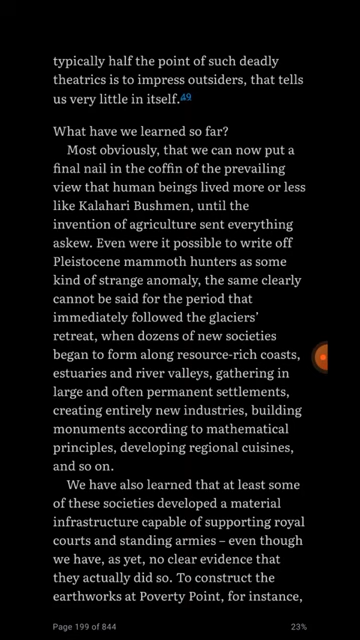 typically half the point of such deadly
theatrics is to impress outsiders, that tells
us very little in itself.49
What have we learned so far?
Most obviously, that we can now put a
final nail in the coffin of the prevailing
view that human beings lived more or less
like Kalahari Bushmen, until the
invention of agriculture sent everything
askew. Even were it possible to write off
Pleistocene mammoth hunters as some
kind of strange anomaly, the same clearly
cannot be said for the period that
immediately followed the glaciers’
retreat, when dozens of new societies
began to form along resource-rich coasts,
estuaries and river valleys, gathering in
large and often permanent settlements,
creating entirely new industries, building
monuments according to mathematical
principles, developing regional cuisines,
and so on.
We have also learned that at least some
of these societies developed a material
infrastructure capable of supporting royal
courts and standing armies – even though
we have, as yet, no clear evidence that
they actually did so. To construct the
earthworks at Poverty Point, for instance,
Page 199 of 844
23%